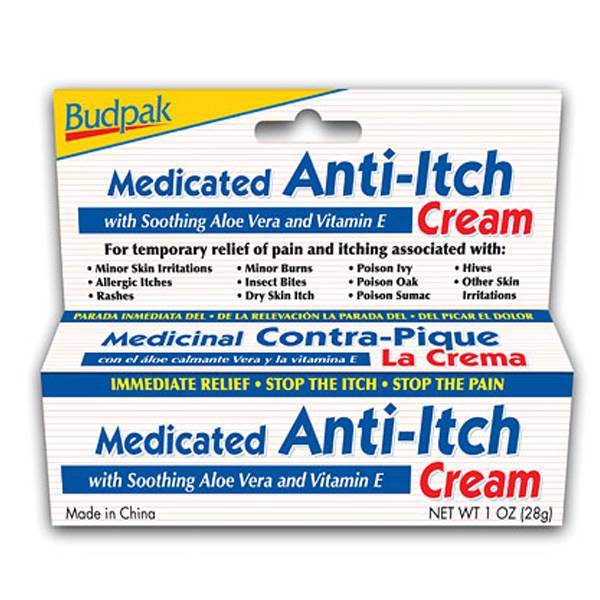 Budpak
Medicated Anti-Itch
with Soothing Aloe Vera and Vitamin E Cream
For temporary relief of pain and itching associated with:
• Minor Skin Irritations • Minor Burns • Poison Ivy • Hives
• Allergic Itches • Insect Bites • Poison Oak • Other Skin
• Rashes • Dry Skin Itch • Poison Sumac Irritations
PARADA INMEDIATA DEL • DE LA RELEVACIÓN LA PARADA DEL • DEL PICAR EL DOLOR
Medicinal Contra-Pique
con el áloe calmante Vera y la vitamina E La Crema
IMMEDIATE RELIEF • STOP THE ITCH • STOP THE PAIN
Medicated Anti-Itch
with Soothing Aloe Vera and Vitamin E Cream
Made in China NET WT 1 OZ (28g)